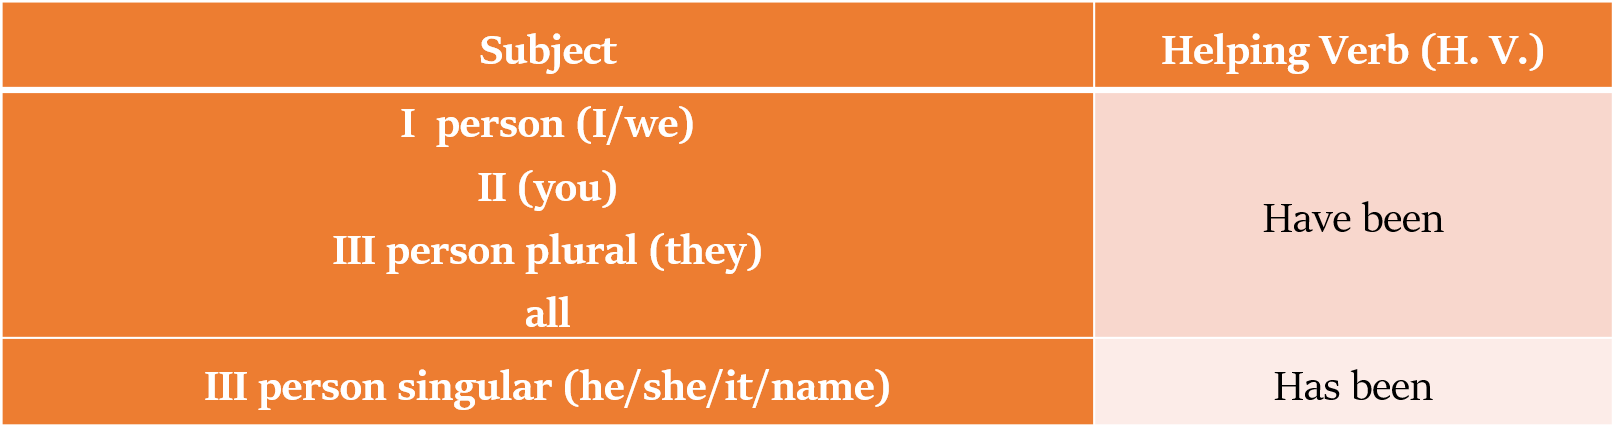 Subject
Helping Verb (H. V.)
I  person (I/we)
II (you)
III person plural (they)
all
Have been
III person singular (he/she/it/name)
Has been